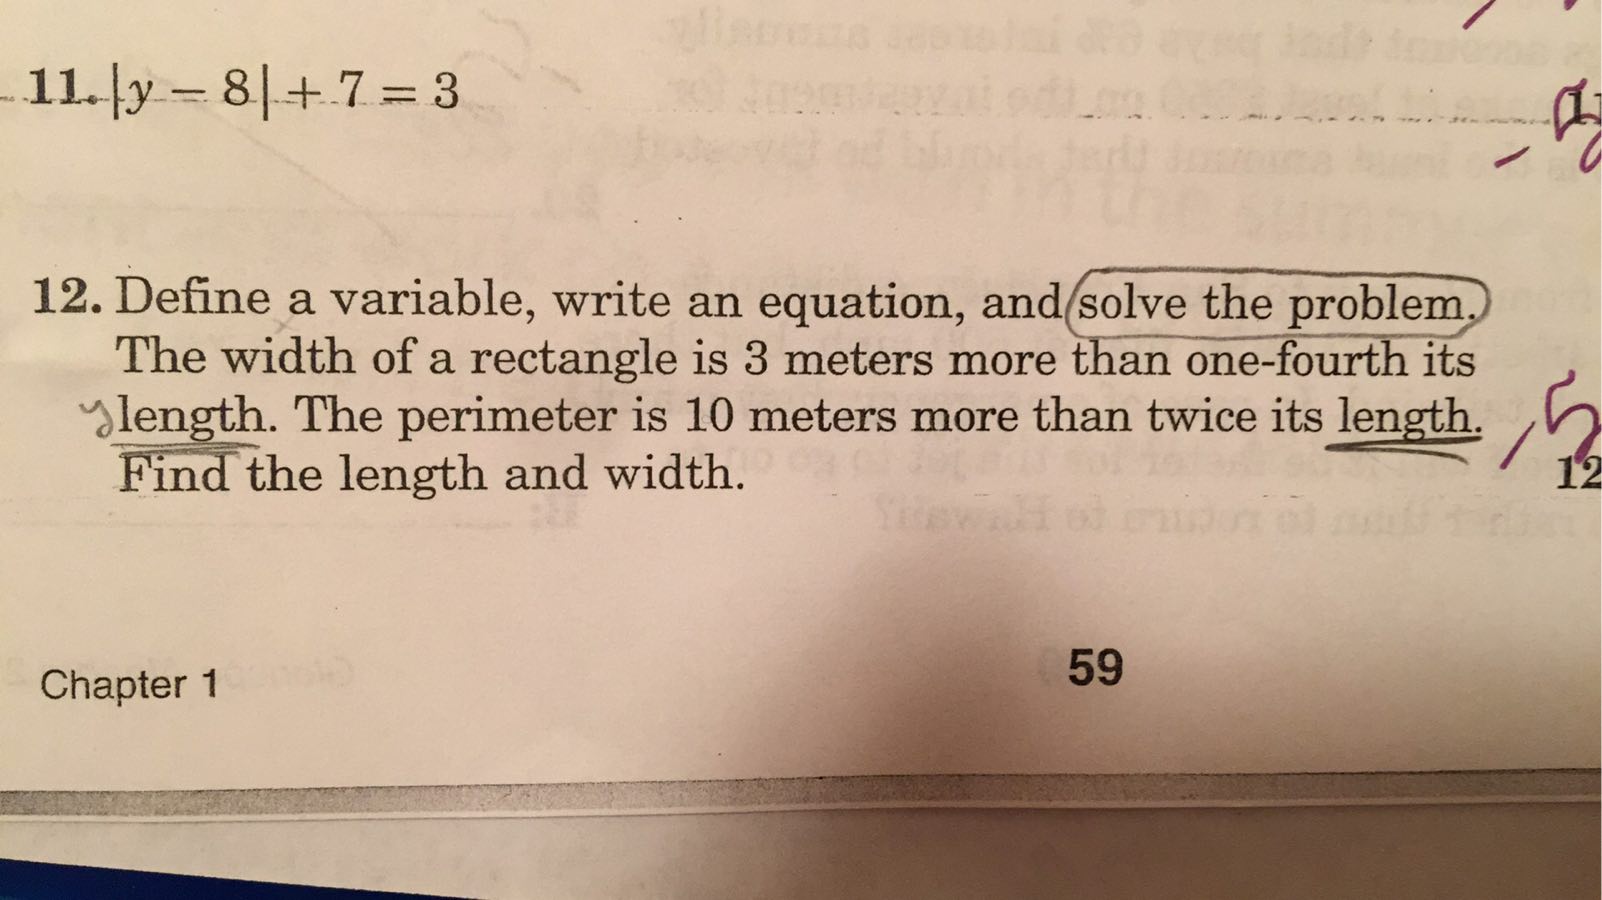 11. |y − 8| + 7 = 3
12. Define a variable, write an equation, and solve the problem.
The width of a rectangle is 3 meters more than one-fourth its
length. The perimeter is 10 meters more than twice its length.
Find the length and width.
12
Chapter 1
59